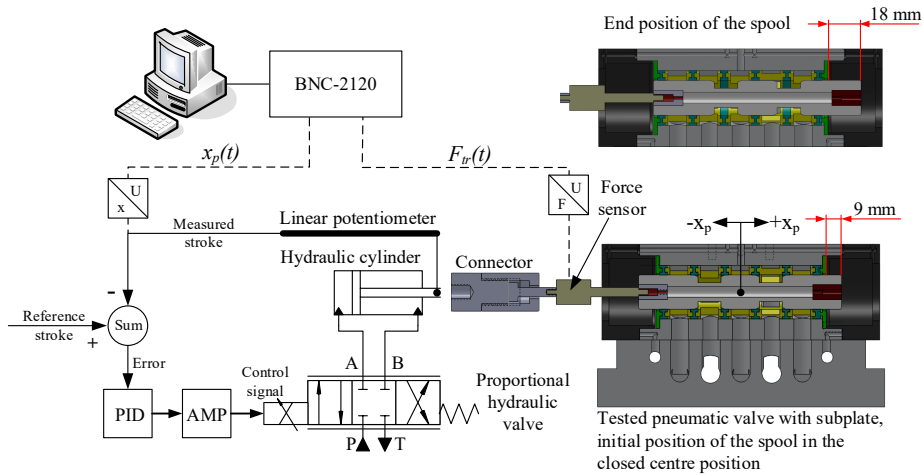 End position of the spool
18 mm
BNC-2120
xp(t)
Ftr(t)
U
x
U
F
Force
sensor
Measured
stroke
Linear potentiometer
9 mm
-xp
+xp
Hydraulic cylinder
Connector
-
Sum
Reference
stroke
+
Error
A
B
Control
signal
PID
AMP
Proportional
hydraulic
valve
P
T
Tested pneumatic valve with subplate,
initial position of the spool in the
closed centre position